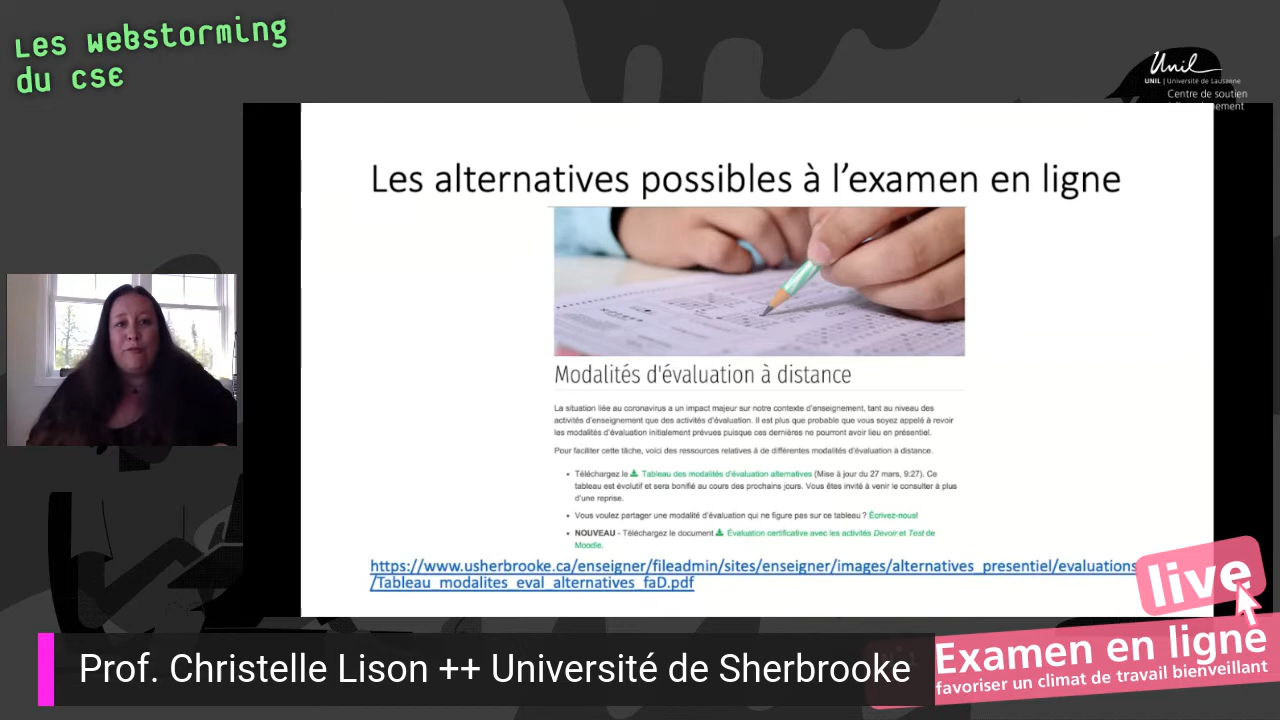 Les webstorming
du cse
Unil
UNIL | Université de Lausanne
Centre de soutien
Les alternatives possibles à l'examen en ligne
Modalités d'évaluation à distance
La situation liée au coronavirus a un impact majeur sur notre contexte d'enseignement, tant au niveau des
activités d'enseignement que des activités d'évaluation. Il est plus que probable que vous soyez appelé à revoir
les modalités d'évaluation initialement prévues puisque ces dernières ne pourront avoir lieu en présentiel.
Pour faciliter cette tâche, voici des ressources relatives à de différentes modalités d'évaluation à distance.
• Téléchargez le Tableau des modalités d'évaluation alternatives (Mise à jour du 27 mars, 9:27). Ce
tableau est évolutif et sera bonifié au cours des prochains jours. Vous êtes invité à venir le consulter à plus
d'une reprise.
• Vous voulez partager une modalité d'évaluation qui ne figure pas sur ce tableau ? Écrivez-nous!
• NOUVEAU - Téléchargez le document Évaluation certificative avec les activités Devoir et Test de
Moodle.
https://www.usherbrooke.ca/enseigner/fileadmin/sites/enseigner/images/alternatives_presentiel/evaluations
/Tableau_modalites_eval_alternatives_faD.pdf
live
Prof. Christelle Lison ++ Université de Sherbrooke
Examen en ligne
favoriser un climat de travail bienveillant